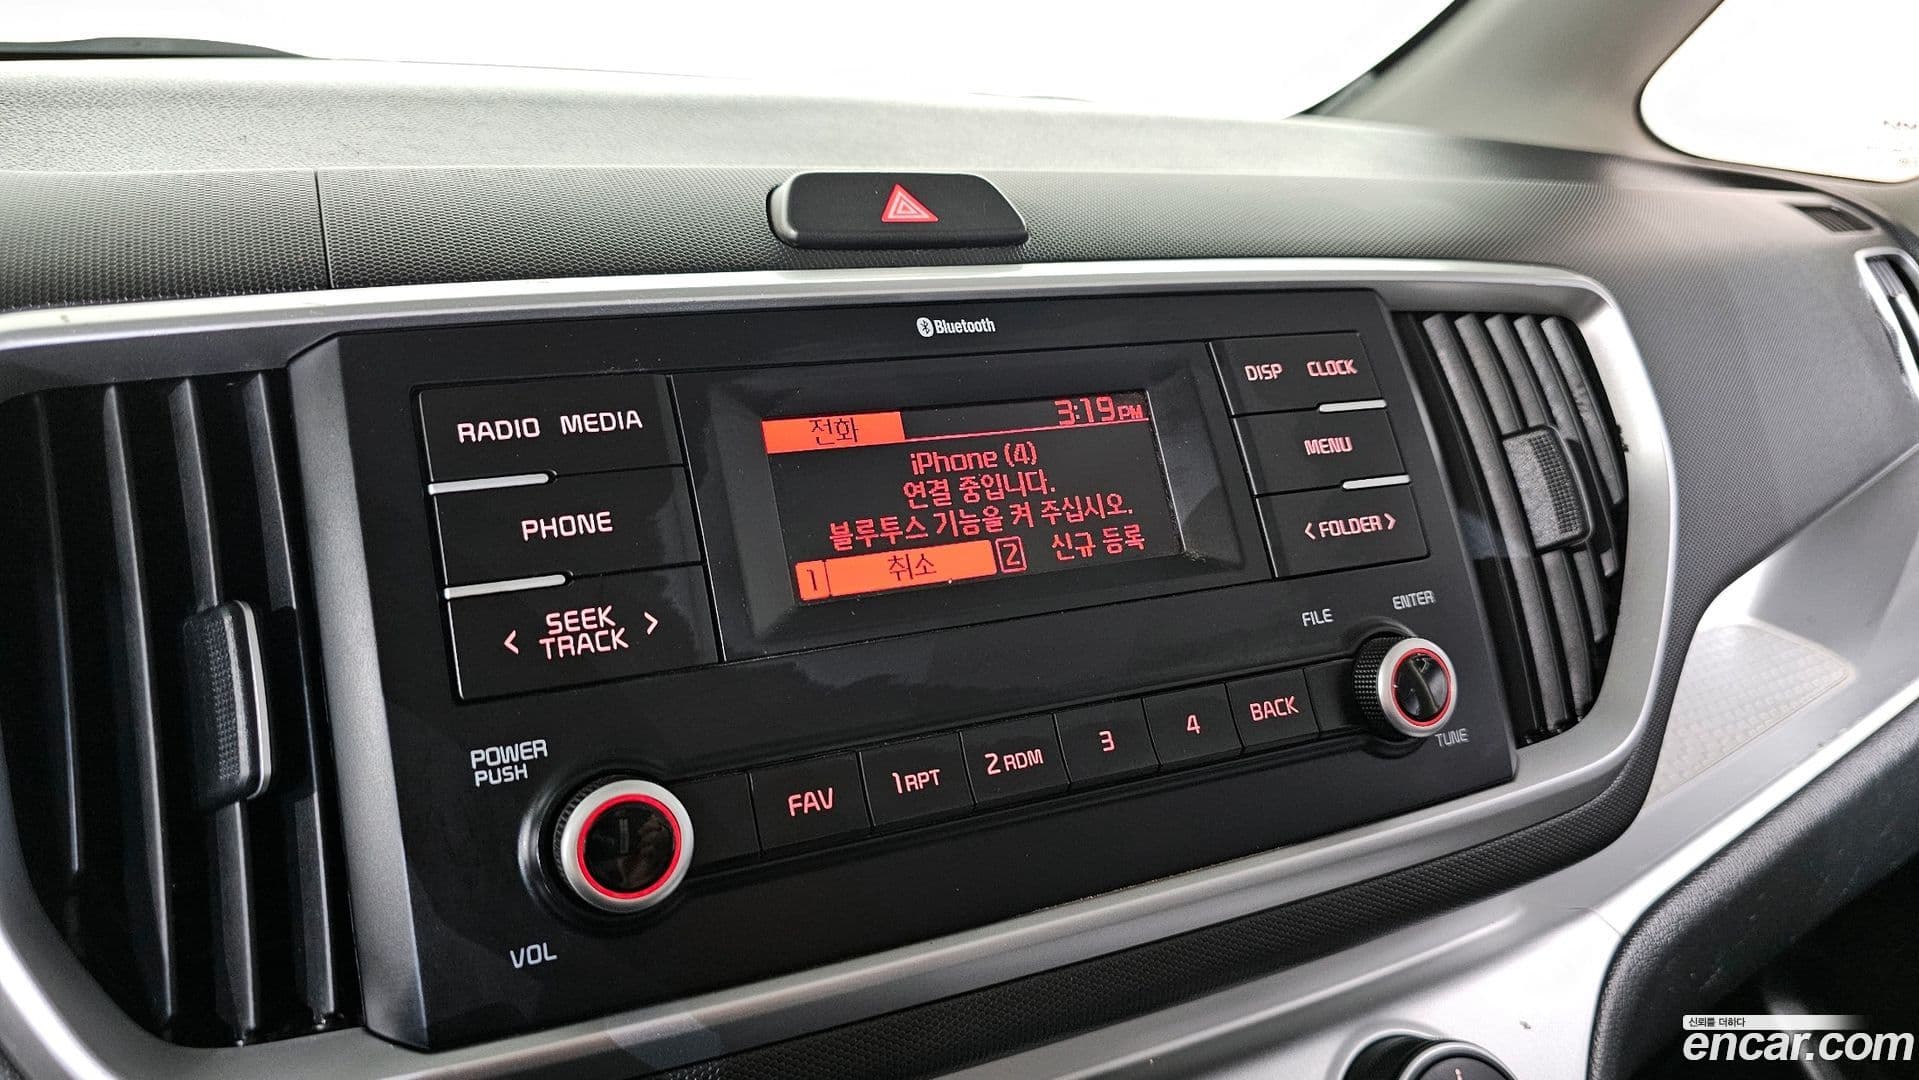 Bluetooth
RADIO MEDIA
PHONE
< SEEK TRACK >
전화 3:19 PM
iPhone (4)
연결 중입니다.
블루투스 기능을 켜 주십시오.
1 취소 2 신규 등록
DISP CLOCK
MENU
< FOLDER >
FILE
ENTER
TUNE
POWER
PUSH
VOL
FAV
1 RPT
2 RDM
3
4
BACK
신뢰를 더하다
encar.com